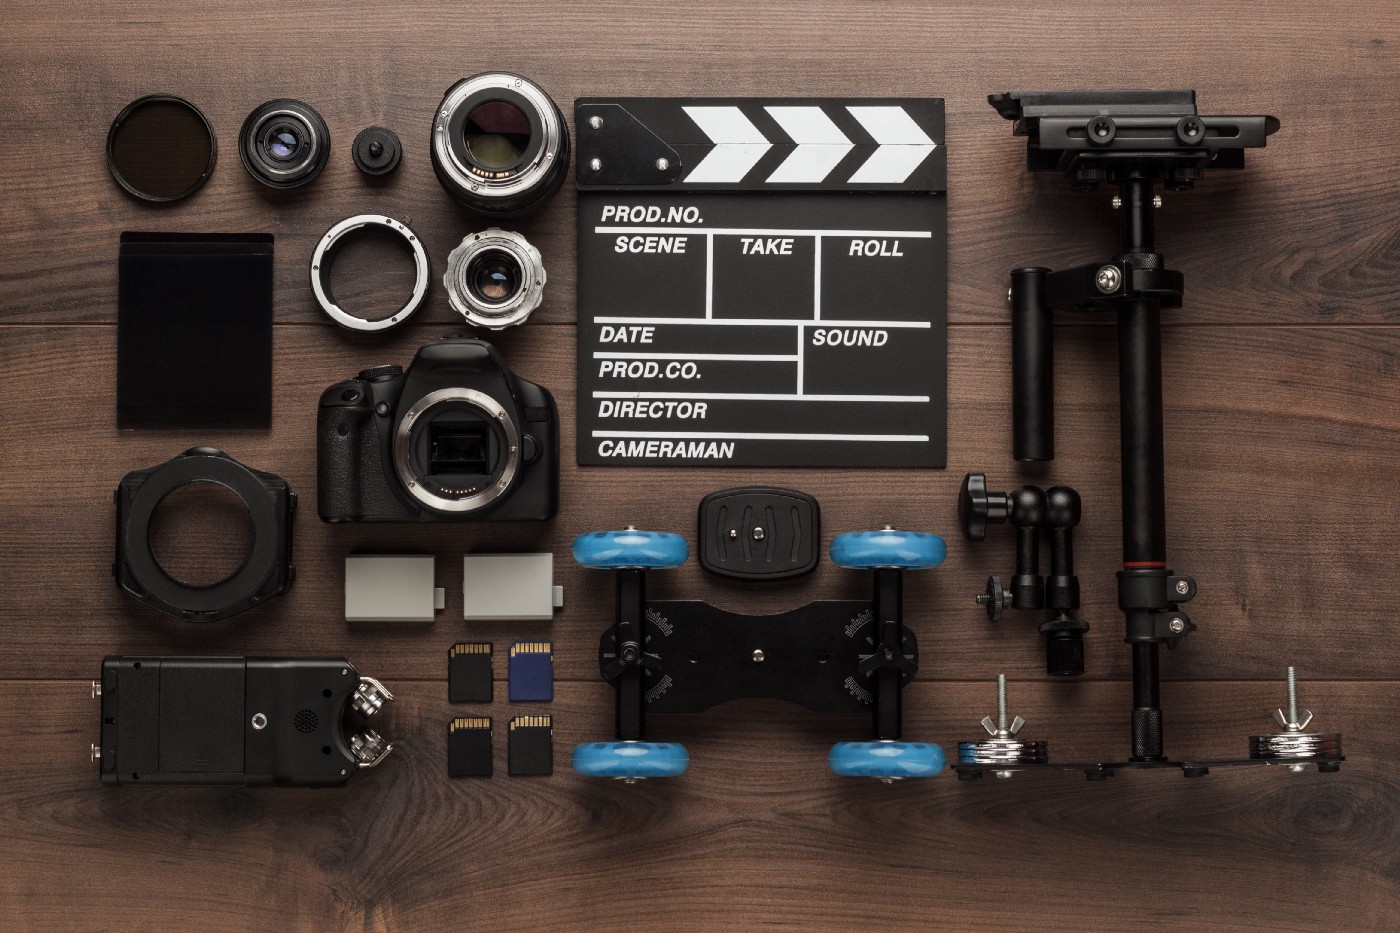 PROD.NO.
SCENE TAKE ROLL
DATE SOUND
PROD.CO.
DIRECTOR
CAMERAMAN